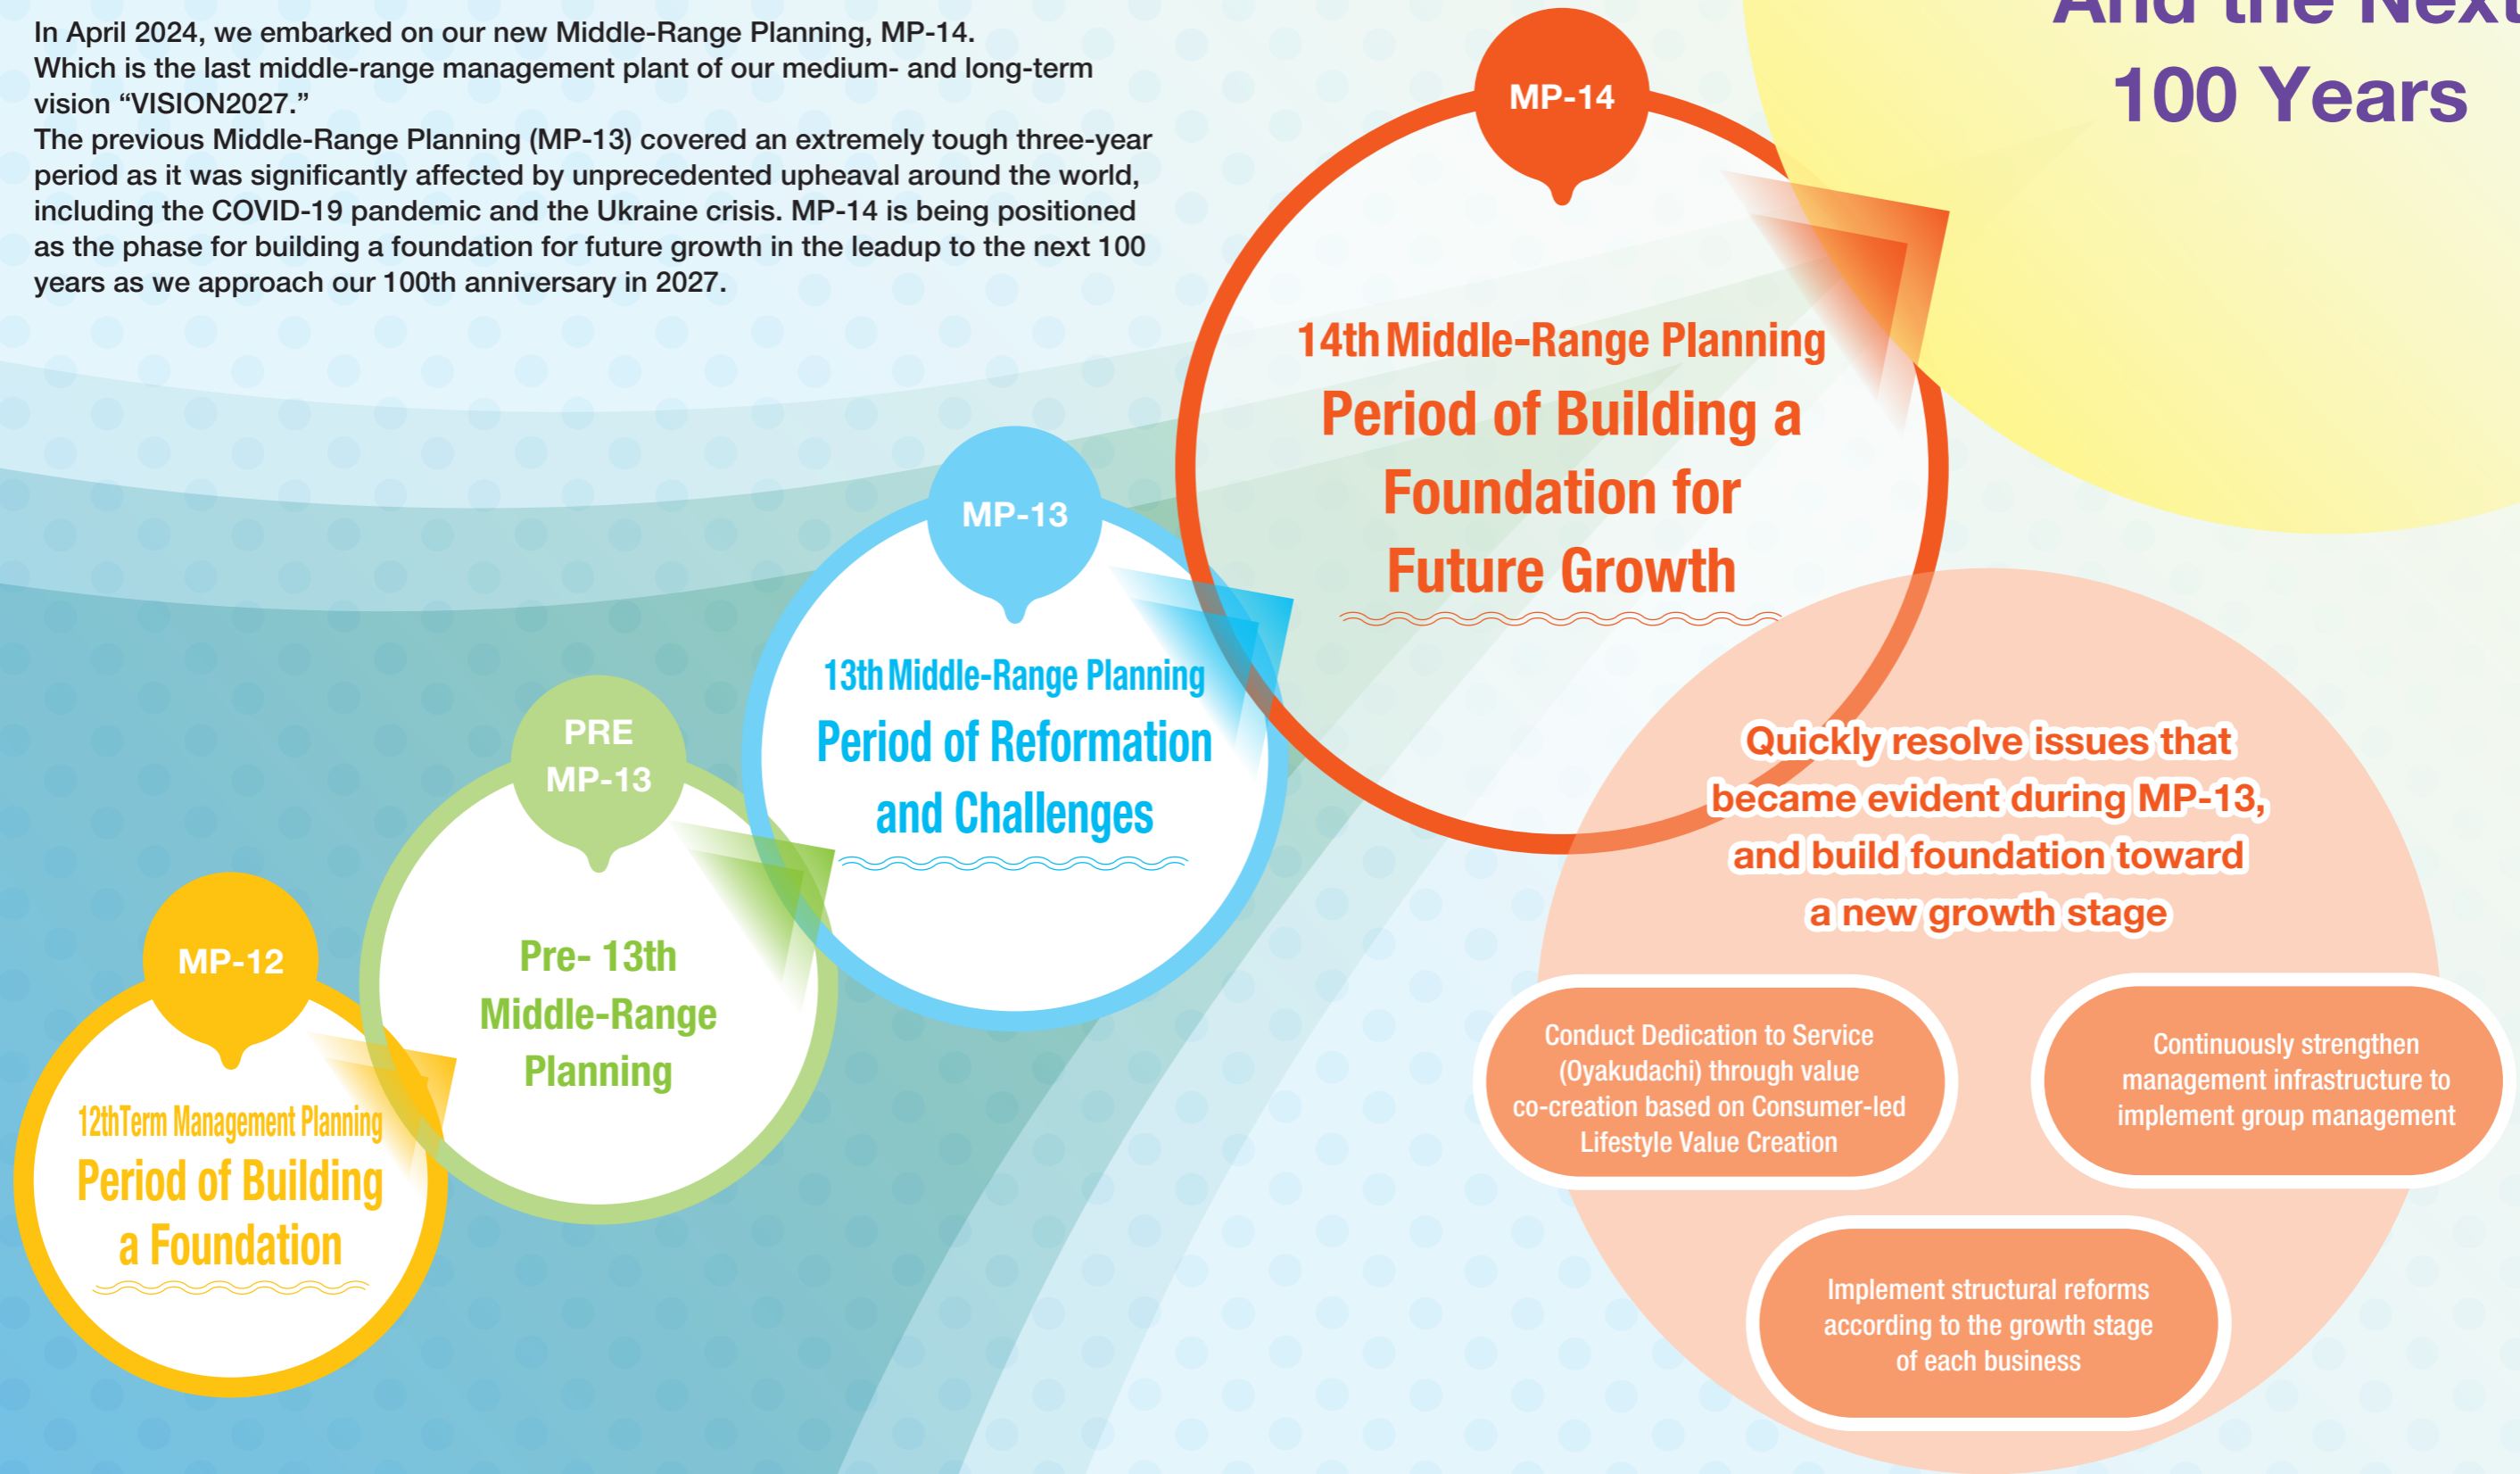 In April 2024, we embarked on our new Middle-Range Planning, MP-14.
Which is the last middle-range management plant of our medium- and long-term
vision “VISION2027.”
The previous Middle-Range Planning (MP-13) covered an extremely tough three-year
period as it was significantly affected by unprecedented upheaval around the world,
including the COVID-19 pandemic and the Ukraine crisis. MP-14 is being positioned
as the phase for building a foundation for future growth in the leadup to the next 100
years as we approach our 100th anniversary in 2027.
And the Next
100 Years
MP-14
14th Middle-Range Planning
Period of Building a
Foundation for
Future Growth
MP-13
13th Middle-Range Planning
Period of Reformation
and Challenges
PRE
MP-13
Pre- 13th
Middle-Range
Planning
MP-12
12thTerm Management Planning
Period of Building
a Foundation
Quickly resolve issues that
became evident during MP-13,
and build foundation toward
a new growth stage
Conduct Dedication to Service
(Oyakudachi) through value
co-creation based on Consumer-led
Lifestyle Value Creation
Continuously strengthen
management infrastructure to
implement group management
Implement structural reforms
according to the growth stage
of each business